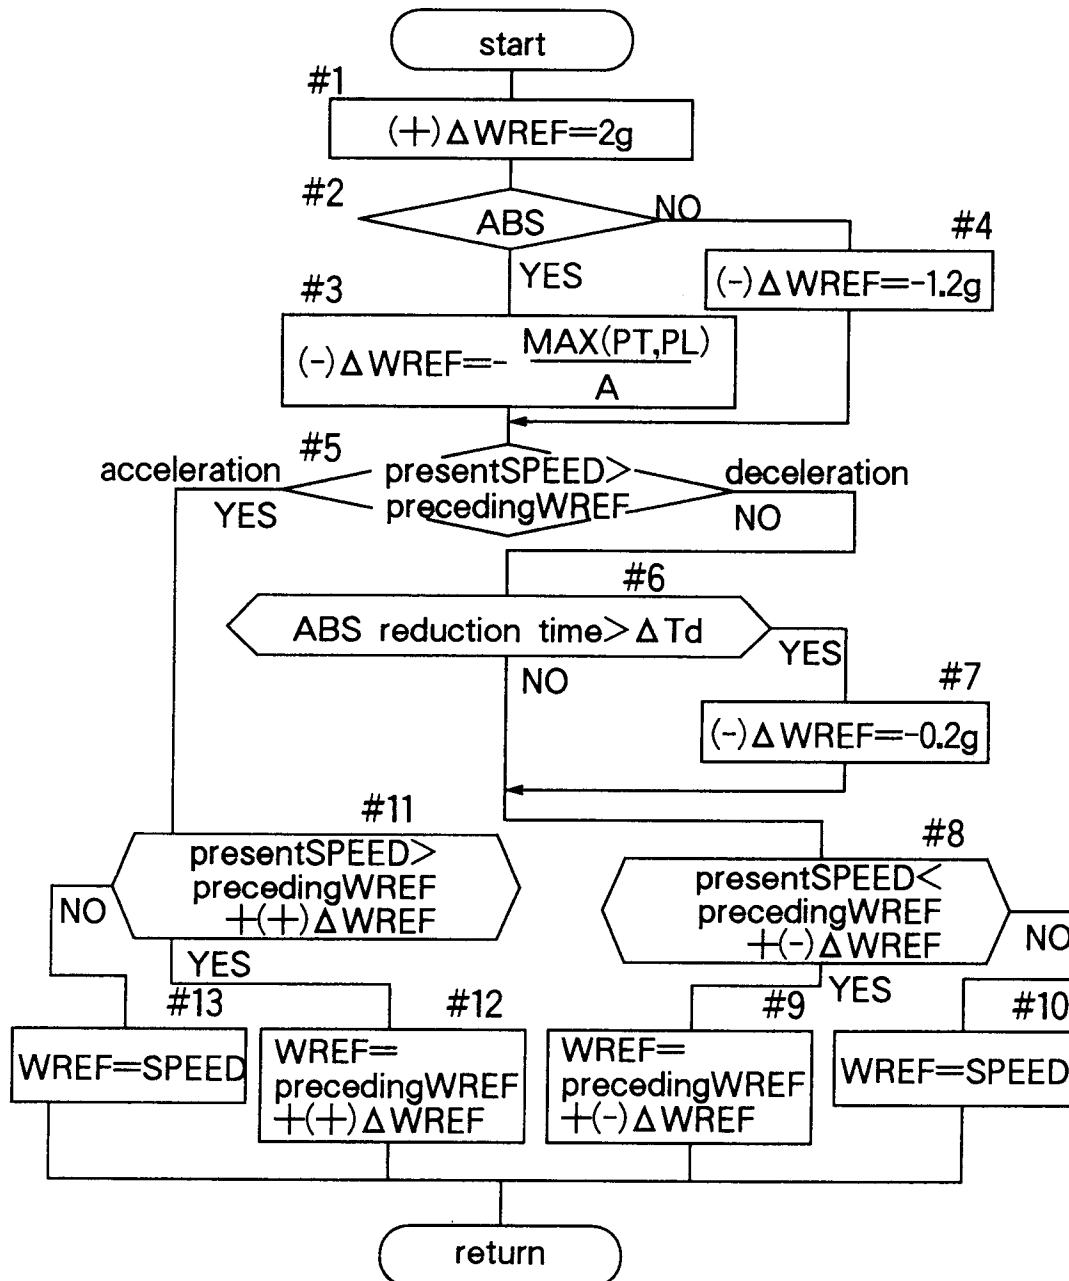 start
#1
(+)ΔWREF=2g
#2
ABS
NO
YES
#4
(-)ΔWREF=-1.2g
#3
(-)ΔWREF=- MAX(PT,PL)
A
#5
acceleration
YES
presentSPEED>
precedingWREF
deceleration
NO
#6
ABS reduction time>ΔTd
YES
NO
#7
(-)ΔWREF=-0.2g
#11
presentSPEED>
precedingWREF
+(+)ΔWREF
NO
YES
#8
presentSPEED<
precedingWREF
+(-)ΔWREF
NO
YES
#13
WREF=SPEED
#12
WREF=
precedingWREF
+(+)ΔWREF
#9
WREF=
precedingWREF
+(-)ΔWREF
#10
WREF=SPEED
return